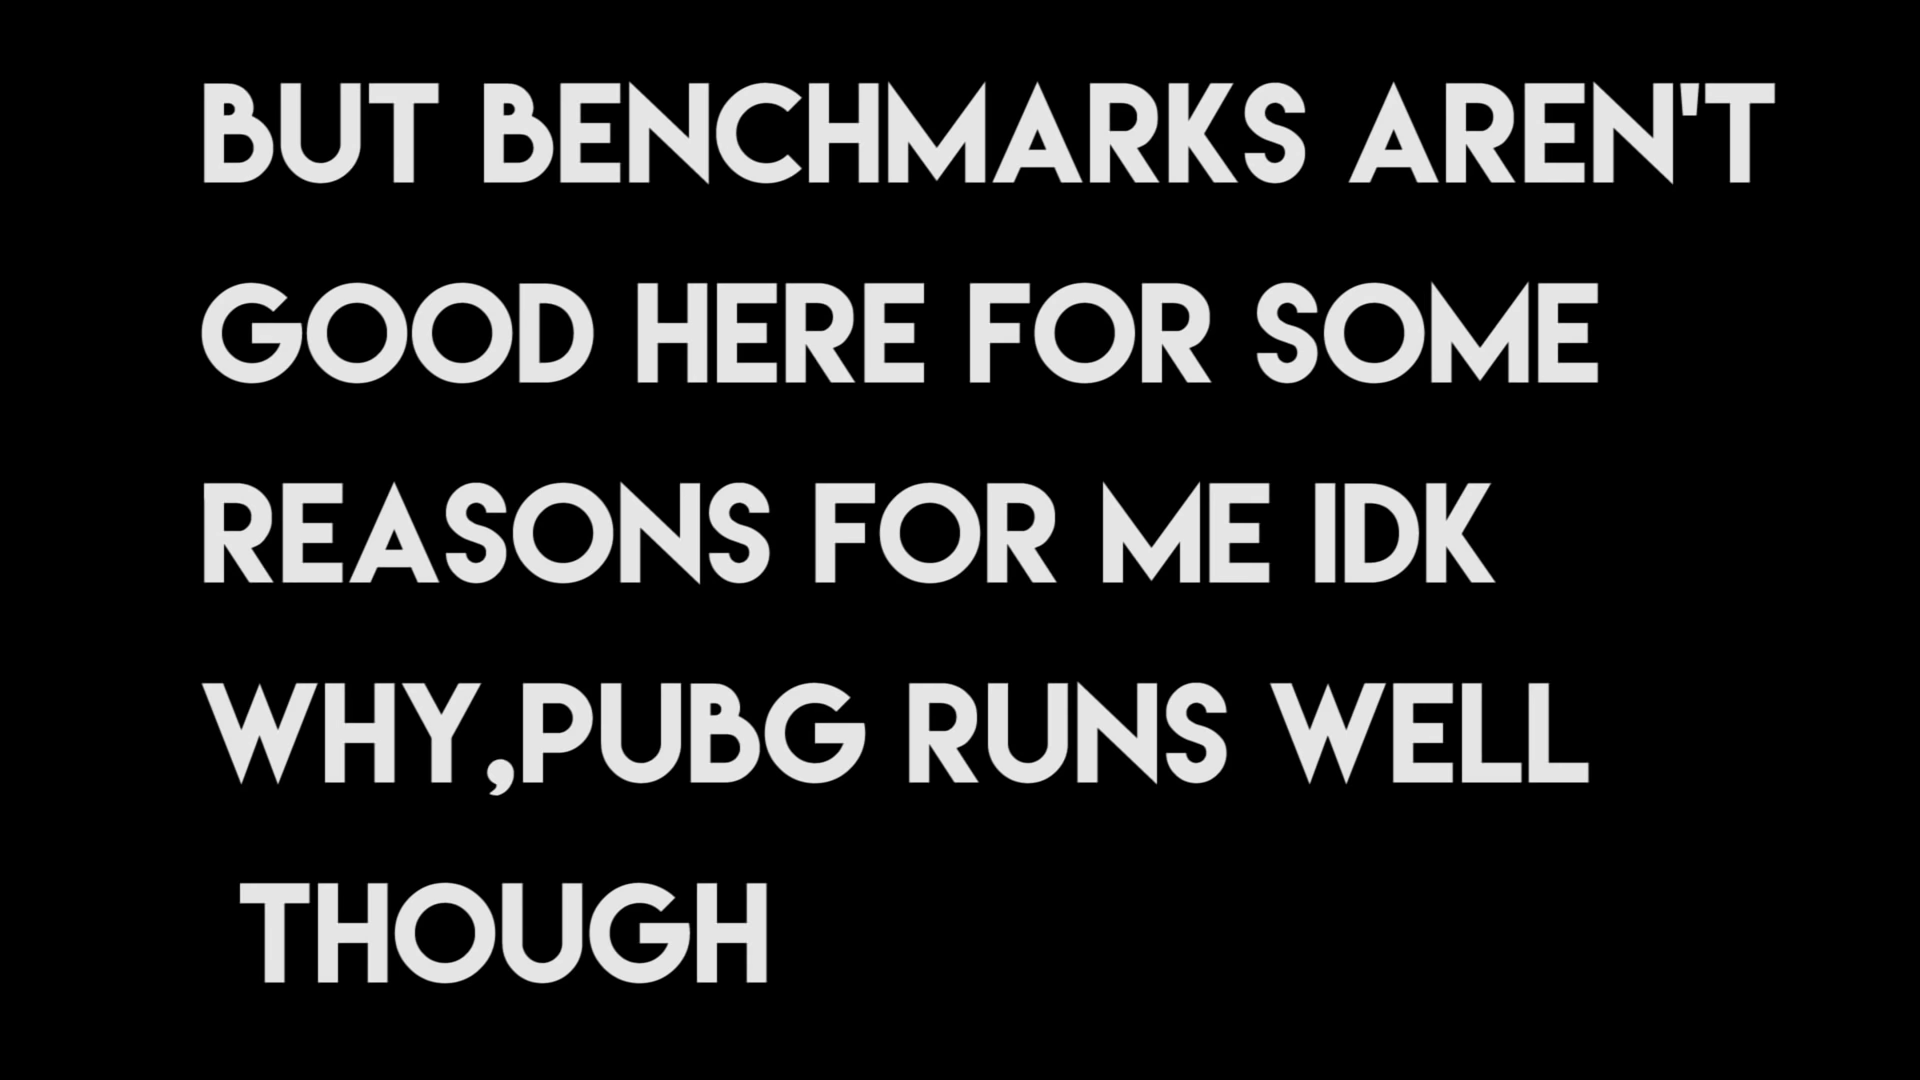 BUT BENCHMARKS AREN'T
GOOD HERE FOR SOME
REASONS FOR ME IDK
WHY,PUBG RUNS WELL
THOUGH